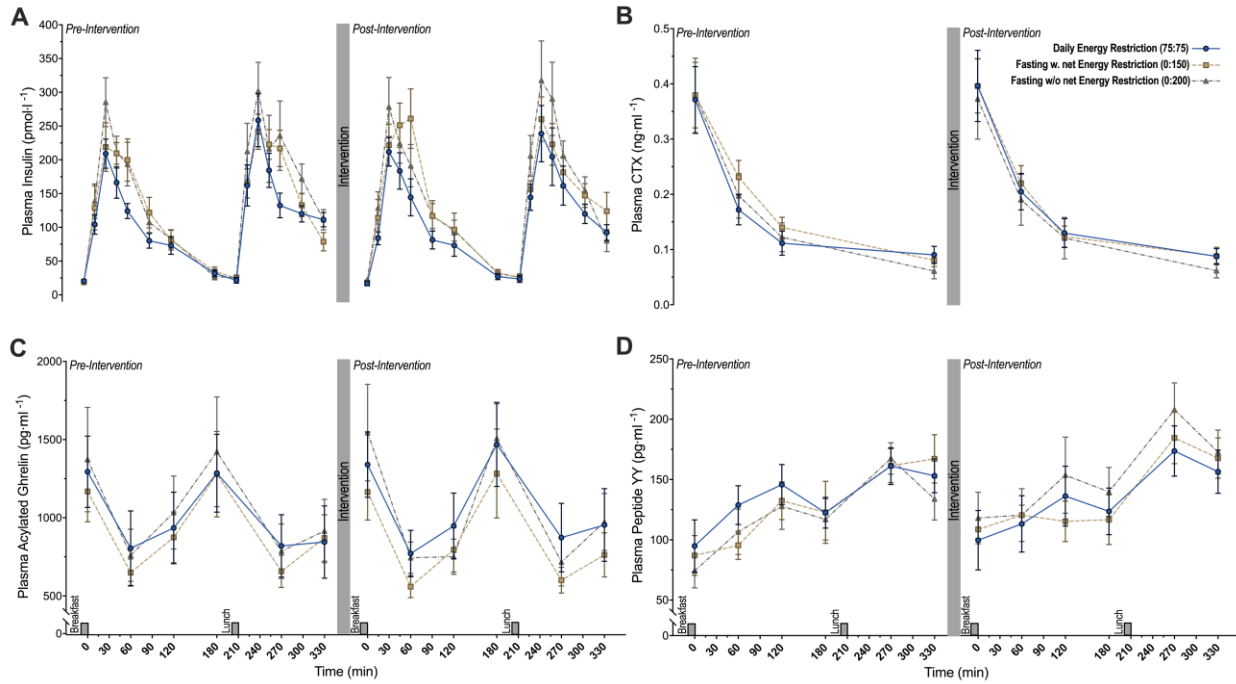 A
Pre-Intervention
Post-Intervention
Plasma Insulin (pmol·l⁻¹)
400
350
300
250
200
150
100
50
0
Intervention
B
Pre-Intervention
Post-Intervention
Daily Energy Restriction (75:75)
Fasting w. net Energy Restriction (0:150)
Fasting w/o net Energy Restriction (0:200)
Plasma CTX (ng·ml⁻¹)
0.5
0.4
0.3
0.2
0.1
0.0
Intervention
C
Pre-Intervention
Post-Intervention
Plasma Acylated Ghrelin (pg·ml⁻¹)
2000
1500
1000
500
0
Intervention
Breakfast
Lunch
Breakfast
Lunch
0 30 60 90 120 180 210 240 270 300 330
0 30 60 90 120 180 210 240 270 300 330
Time (min)
D
Pre-Intervention
Post-Intervention
Plasma Peptide YY (pg·ml⁻¹)
250
200
150
100
50
0
Intervention
Breakfast
Lunch
Breakfast
Lunch
0 30 60 90 120 180 210 240 270 300 330
0 30 60 90 120 180 210 240 270 300 330
Time (min)